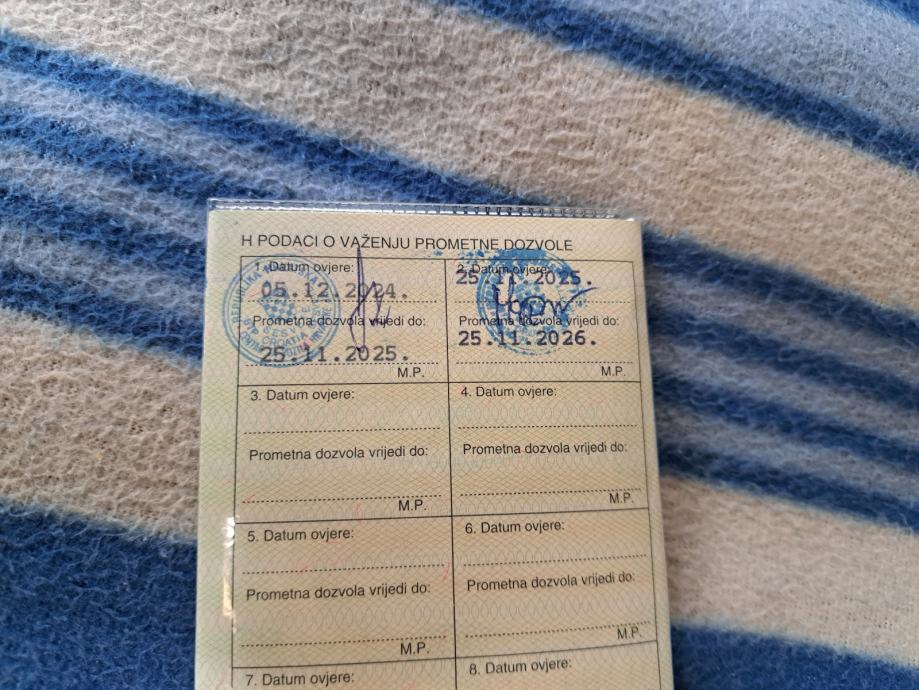 H PODACI O VAŽENJU PROMETNE DOZVOLE
1. Datum ovjere:
05.12.2024.
Prometna dozvola vrijedi do:
25.11.2025.
M.P.
2. Datum ovjere:
25.11.2025.
Prometna dozvola vrijedi do:
25.11.2026.
M.P.
3. Datum ovjere:
Prometna dozvola vrijedi do:
M.P.
4. Datum ovjere:
Prometna dozvola vrijedi do:
M.P.
5. Datum ovjere:
Prometna dozvola vrijedi do:
M.P.
6. Datum ovjere:
Prometna dozvola vrijedi do:
M.P.
7. Datum ovjere:
8. Datum ovjere: